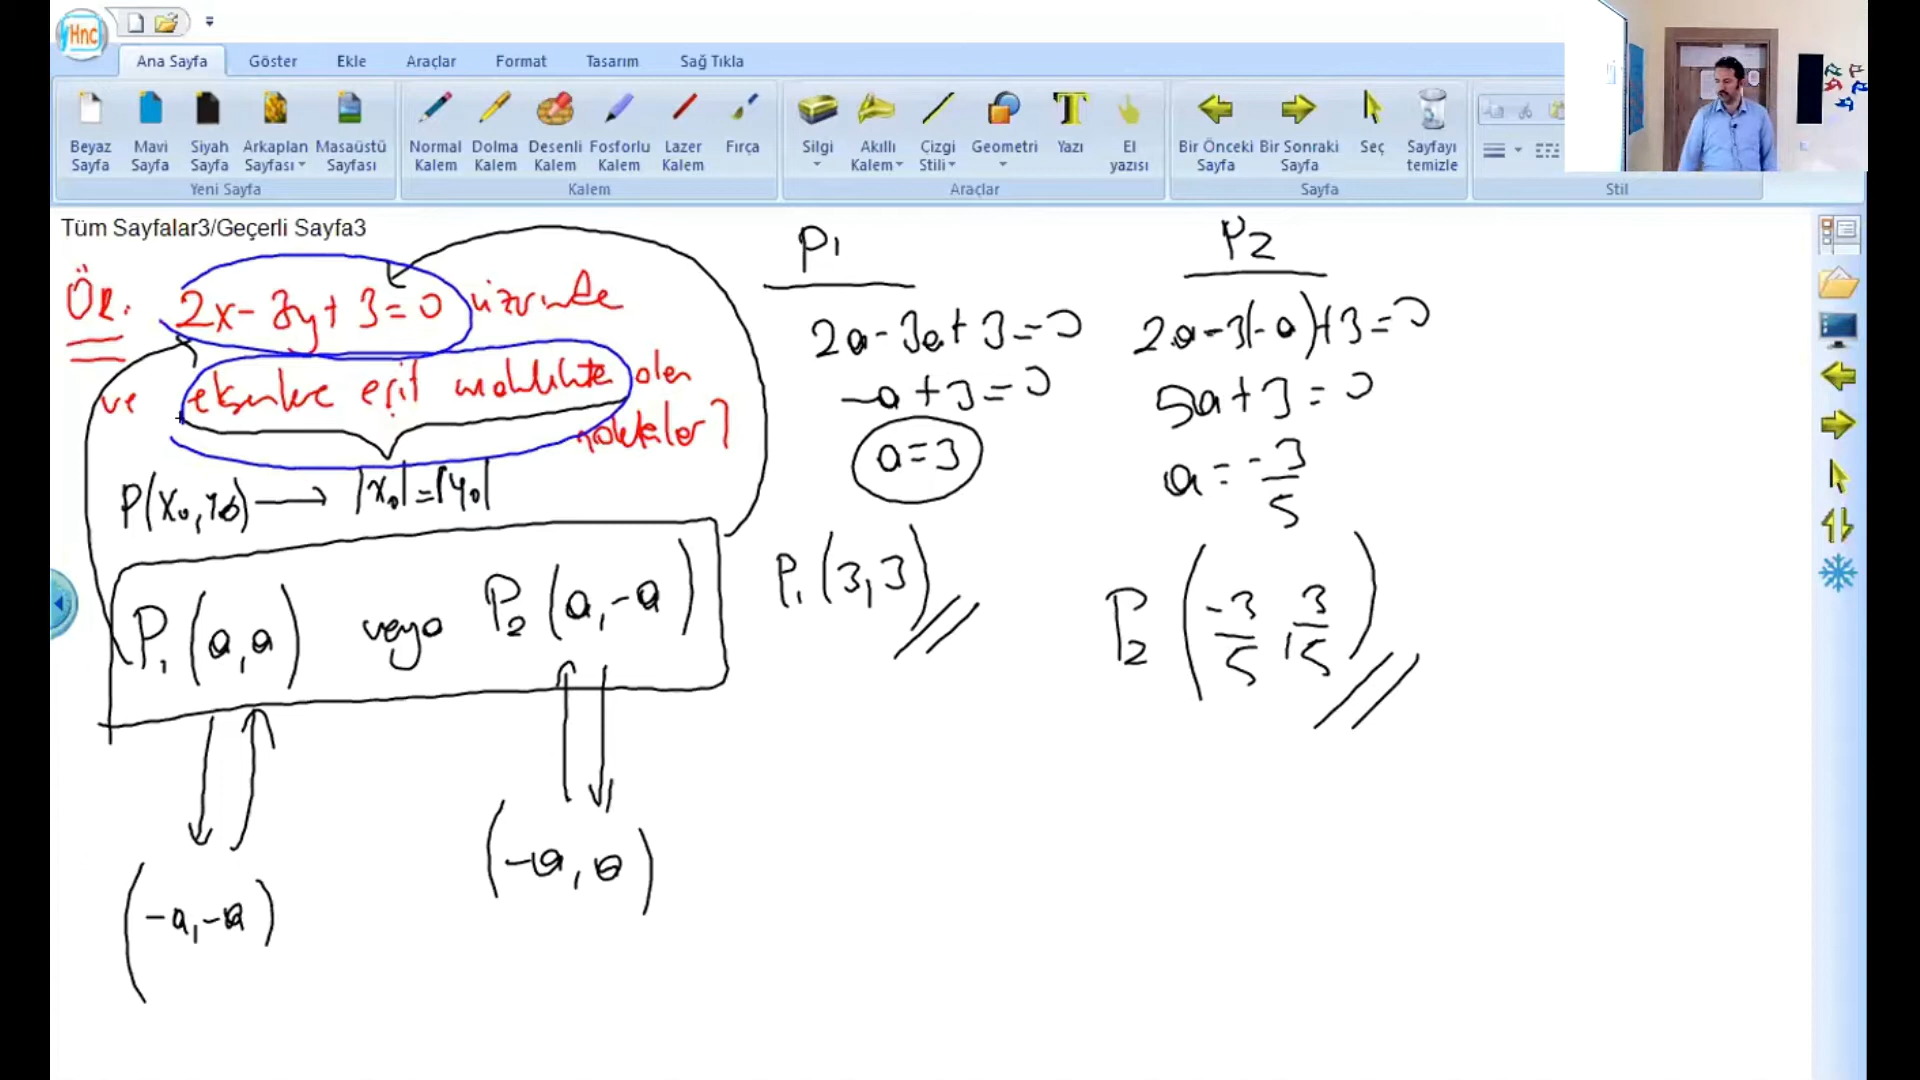 Hnc
Ana Sayfa Göster Ekle Araçlar Format Tasarım Sağ Tıkla
Beyaz Sayfa Mavi Sayfa Siyah Sayfa Arkaplan Sayfası Masaüstü Sayfası
Yeni Sayfa
Normal Kalem Dolma Kalem Desenli Kalem Fosforlu Kalem Lazer Kalem Fırça
Kalem
Silgi Akıllı Kalem Çizgi Stili Geometri Yazı El yazısı
Araçlar
Bir Önceki Sayfa Bir Sonraki Sayfa Seç Sayfayı temizle
Sayfa
Stil
Tüm Sayfalar3/Geçerli Sayfa3
ÖR. 2x-3y+3=0 üzerinde
ve eksenlere eşit uzaklıkta olan
noktalar?
P(x₀,y₀) → |x₀|=|y₀|
P₁(a,a) veya P₂(a,-a)
(-a,-a)
(-a,a)
P1
2a-3a+3=0
-a+3=0
a=3
P₁(3,3)
P2
2a-3(-a)+3=0
5a+3=0
a=-3/5
P₂(-3/5,3/5)